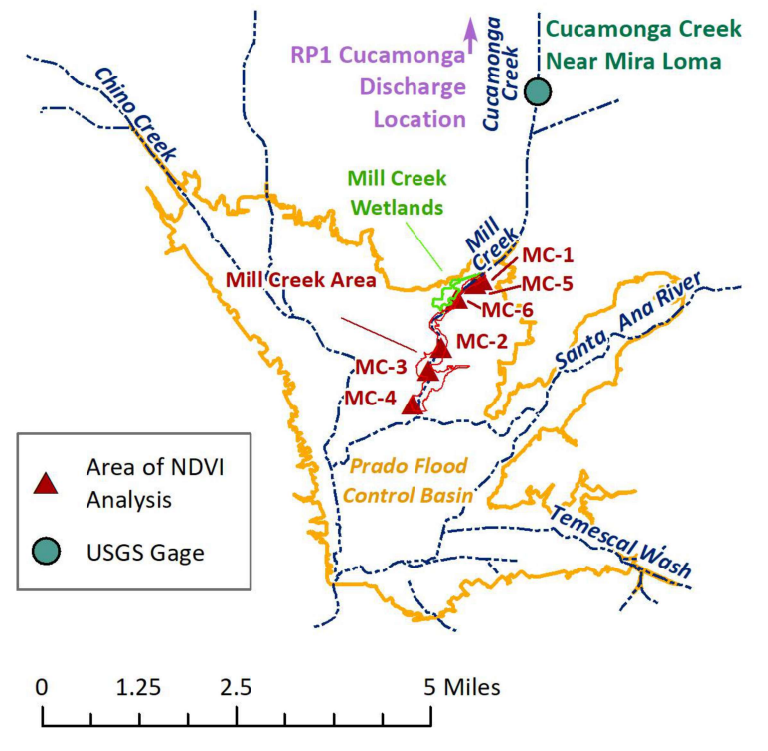 RP1 Cucamonga
Discharge
Location
Cucamonga
Creek
Cucamonga Creek
Near Mira Loma
Chino Creek
Mill Creek
Wetlands
Mill
Creek
MC-1
Mill Creek Area
MC-5
MC-6
Santa Ana River
MC-2
MC-3
MC-4
Area of NDVI
Analysis
USGS Gage
Prado Flood
Control Basin
Temescal Wash
0 1.25 2.5 5 Miles